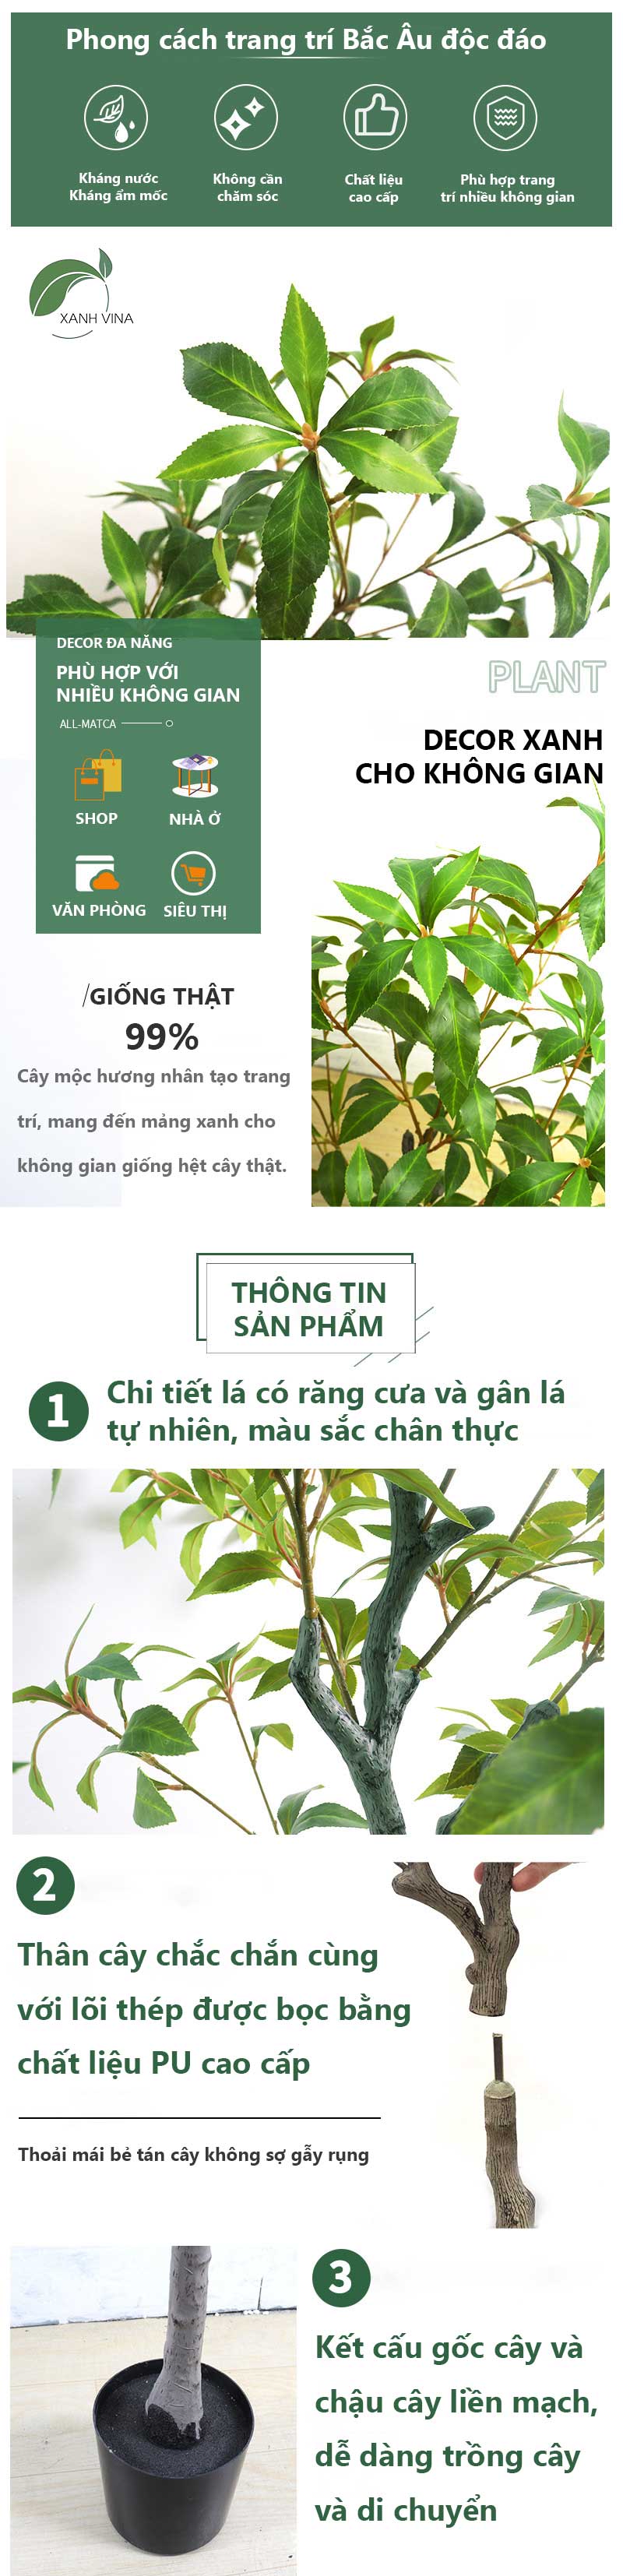 Phong cách trang trí Bắc Âu độc đáo
Kháng nước
Kháng ẩm mốc
Không cần
chăm sóc
Chất liệu
cao cấp
Phù hợp trang
trí nhiều không gian
XANH VINA
DECOR ĐA NĂNG
PHÙ HỢP VỚI
NHIỀU KHÔNG GIAN
ALL-MATCA
SHOP
NHÀ Ở
VĂN PHÒNG
SIÊU THỊ
PLANT
DECOR XANH
CHO KHÔNG GIAN
/GIỐNG THẬT
99%
Cây mộc hương nhân tạo trang
trí, mang đến mảng xanh cho
không gian giống hệt cây thật.
THÔNG TIN
SẢN PHẨM
1
Chi tiết lá có răng cưa và gân lá
tự nhiên, màu sắc chân thực
2
Thân cây chắc chắn cùng
với lõi thép được bọc bằng
chất liệu PU cao cấp
Thoải mái bẻ tán cây không sợ gẫy rụng
3
Kết cấu gốc cây và
chậu cây liền mạch,
dễ dàng trồng cây
và di chuyển